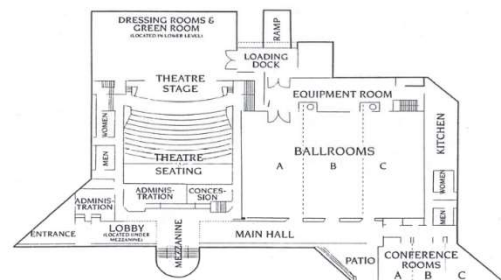 DRESSING ROOMS &
GREEN ROOM
(LOCATED IN LOWER LEVEL)
RAMP
LOADING
DOCK
THEATRE
STAGE
EQUIPMENT ROOM
WOMEN
MEN
THEATRE
SEATING
BALLROOMS
A
B
C
KITCHEN
WOMEN
MEN
ADMINIS-
TRATION
CONCES-
SION
ADMINIS-
TRATION
ENTRANCE
LOBBY
(LOCATED UNDER
MEZZANINE)
MEZZANINE
MAIN HALL
PATIO
CONFERENCE
ROOMS
A
B
C